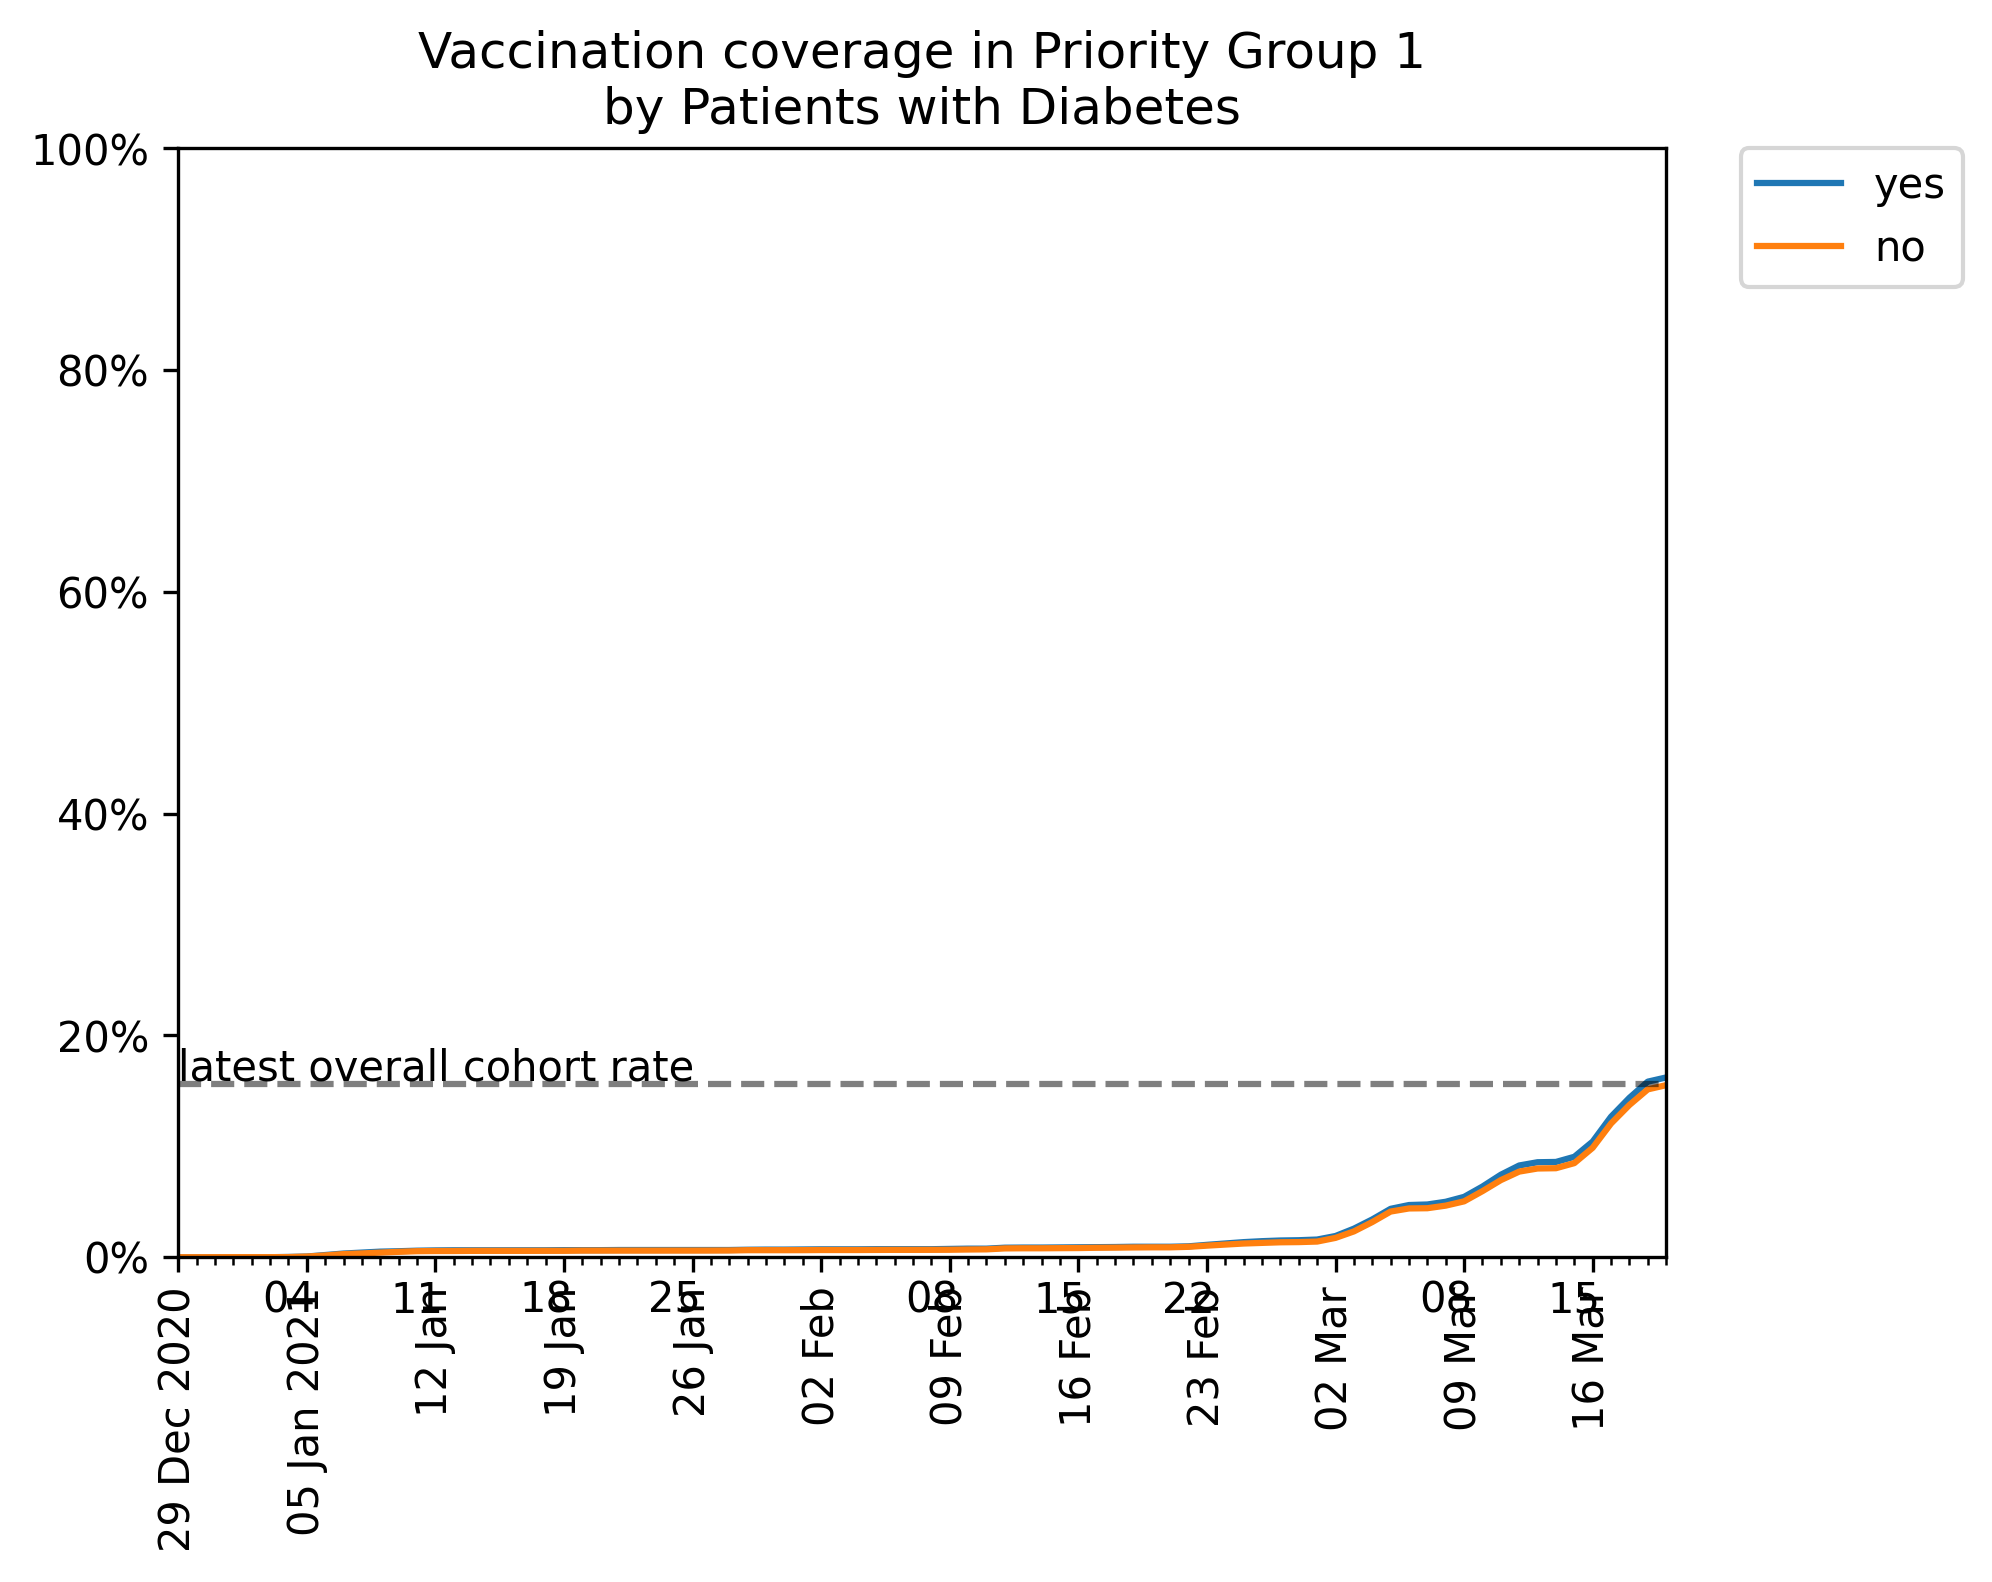 Vaccination coverage in Priority Group 1
by Patients with Diabetes
yes
no
100%
80%
60%
40%
20%
0%
latest overall cohort rate
04
11
18
25
08
15
22
08
15
29 Dec 2020
05 Jan 2021
12 Jan
19 Jan
26 Jan
02 Feb
09 Feb
16 Feb
23 Feb
02 Mar
09 Mar
16 Mar